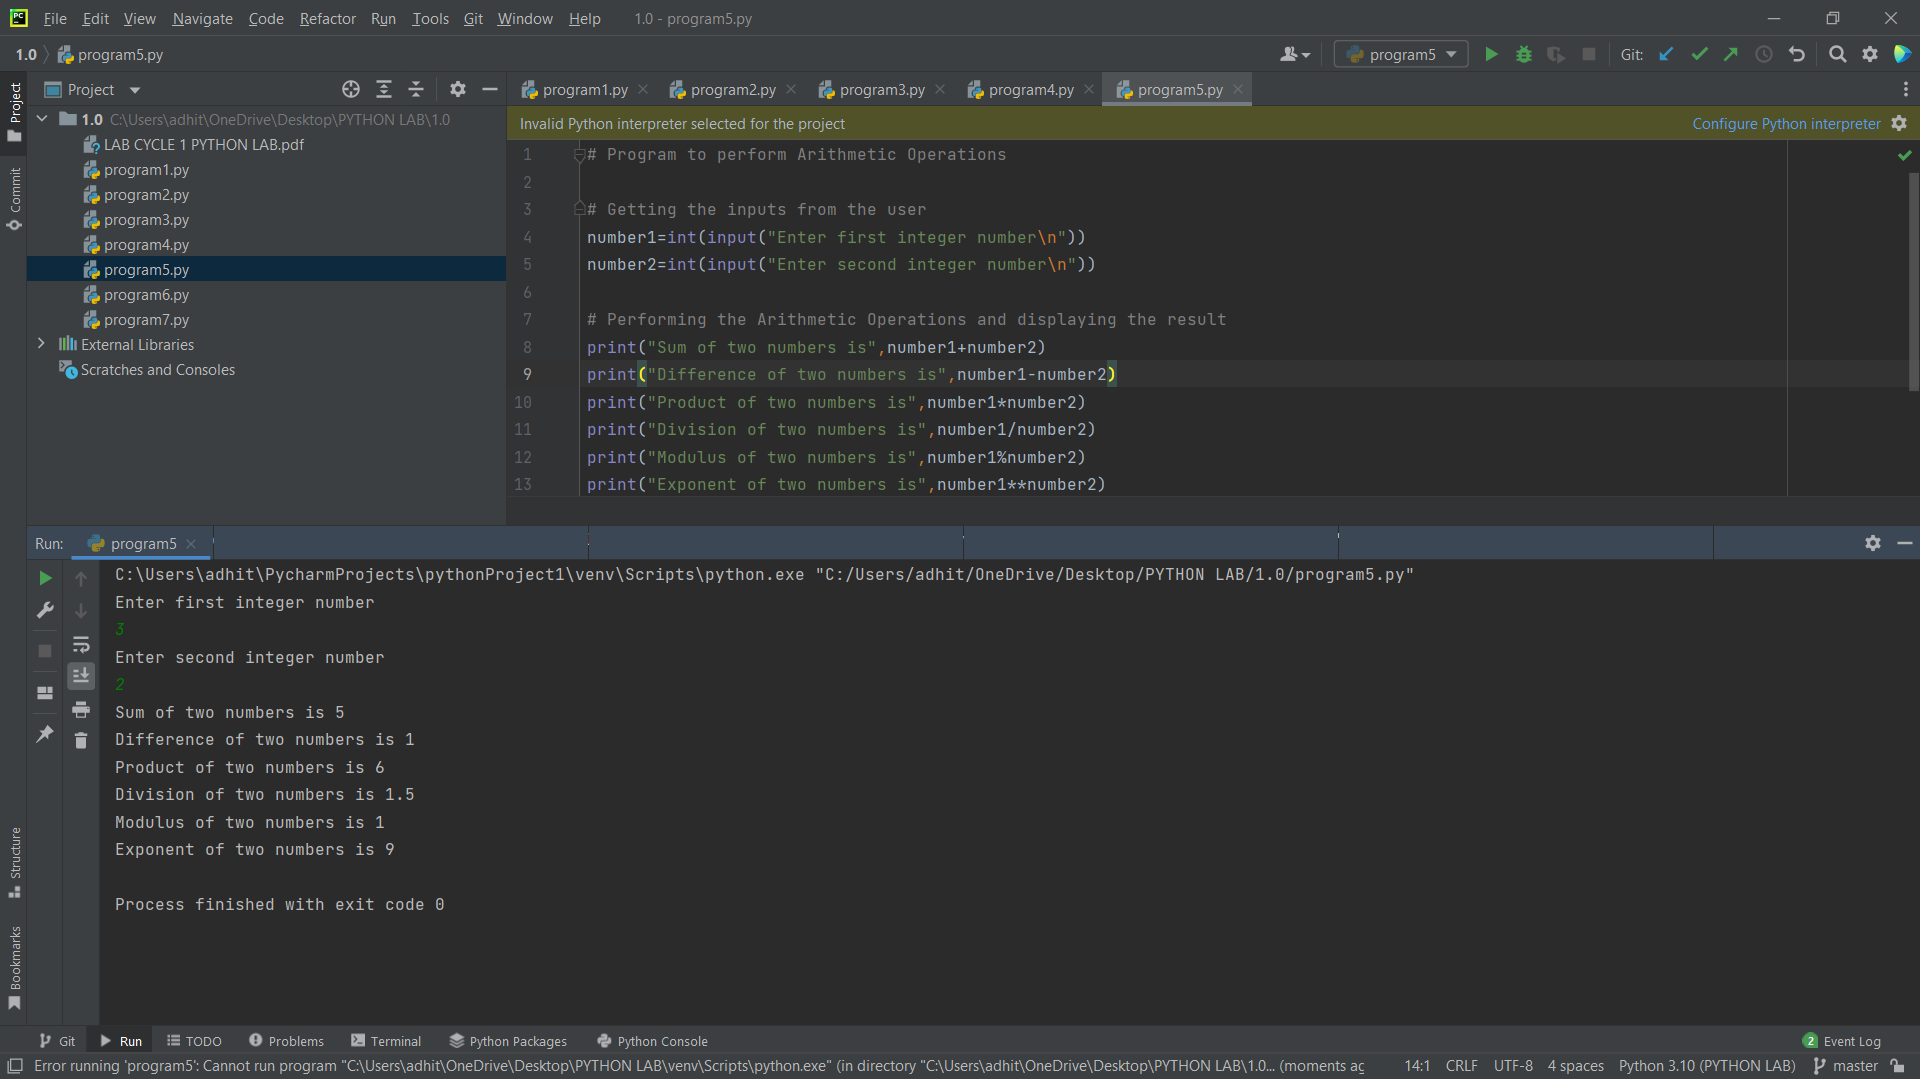 File Edit View Navigate Code Refactor Run Tools Git Window Help 1.0 - program5.py
1.0 program5.py
program5
Git:
Project
1.0 C:\Users\adhit\OneDrive\Desktop\PYTHON LAB\1.0
LAB CYCLE 1 PYTHON LAB.pdf
program1.py
program2.py
program3.py
program4.py
program5.py
program6.py
program7.py
External Libraries
Scratches and Consoles
Project
Commit
Structure
Bookmarks
program1.py program2.py program3.py program4.py program5.py
Invalid Python interpreter selected for the project Configure Python interpreter
1 # Program to perform Arithmetic Operations
2
3 # Getting the inputs from the user
4 number1=int(input("Enter first integer number\n"))
5 number2=int(input("Enter second integer number\n"))
6
7 # Performing the Arithmetic Operations and displaying the result
8 print("Sum of two numbers is",number1+number2)
9 print("Difference of two numbers is",number1-number2)
10 print("Product of two numbers is",number1*number2)
11 print("Division of two numbers is",number1/number2)
12 print("Modulus of two numbers is",number1%number2)
13 print("Exponent of two numbers is",number1**number2)
Run: program5
C:\Users\adhit\PycharmProjects\pythonProject1\venv\Scripts\python.exe "C:/Users/adhit/OneDrive/Desktop/PYTHON LAB/1.0/program5.py"
Enter first integer number
3
Enter second integer number
2
Sum of two numbers is 5
Difference of two numbers is 1
Product of two numbers is 6
Division of two numbers is 1.5
Modulus of two numbers is 1
Exponent of two numbers is 9
Process finished with exit code 0
Git Run TODO Problems Terminal Python Packages Python Console 2 Event Log
Error running 'program5': Cannot run program "C:\Users\adhit\OneDrive\Desktop\PYTHON LAB\venv\Scripts\python.exe" (in directory "C:\Users\adhit\OneDrive\Desktop\PYTHON LAB\1.0... (moments ag 14:1 CRLF UTF-8 4 spaces Python 3.10 (PYTHON LAB) master